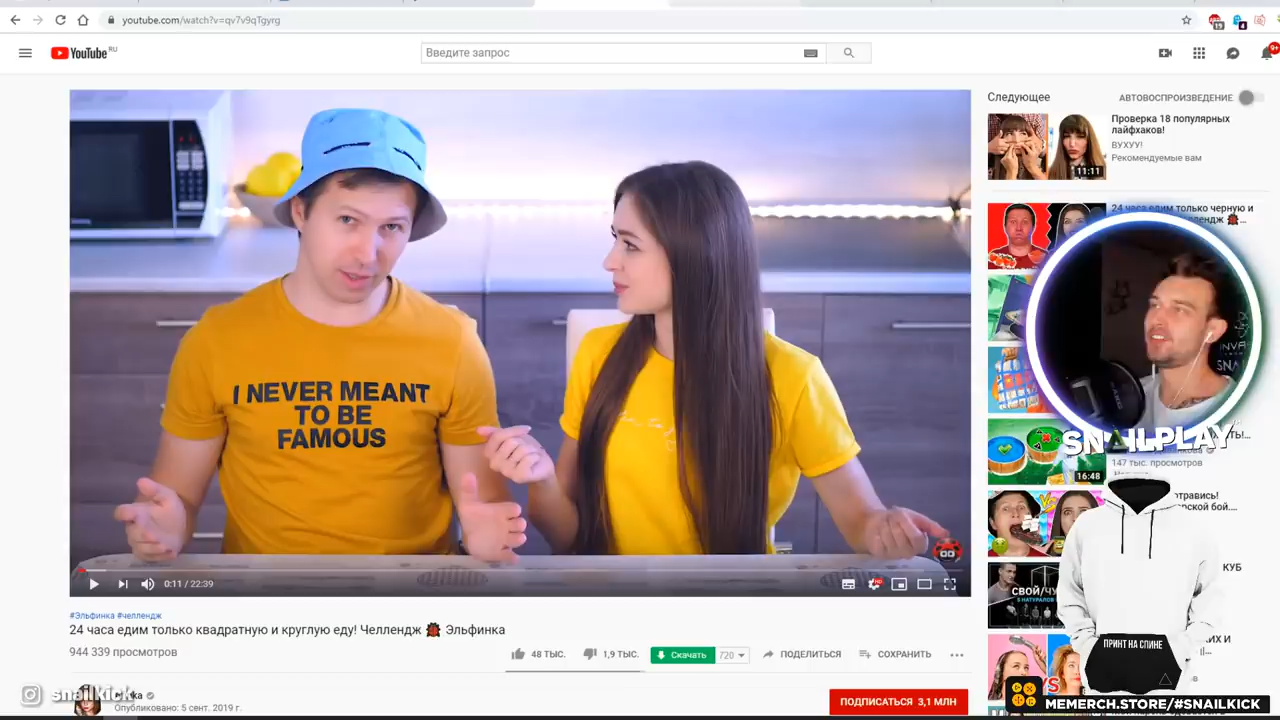 youtube.com/watch?v=qv7v9qTgyrg
YouTube RU
Введите запрос
9+
I NEVER MEANT
TO BE
FAMOUS
0:11 / 22:39
#Эльфинка #челлендж
24 часа едим только квадратную и круглую еду! Челлендж Эльфинка
944 339 просмотров
48 ТЫС.
1,9 ТЫС.
Скачать
720
ПОДЕЛИТЬСЯ
СОХРАНИТЬ
snailkick
Опубликовано: 5 сент. 2019 г.
ПОДПИСАТЬСЯ 3,1 МЛН
Следующее
АВТОВОСПРОИЗВЕДЕНИЕ
Проверка 18 популярных
лайфхаков!
ВУХУУ!
Рекомендуемые вам
11:11
24 часа едим только черную и
SNAILPLAY
147 тыс. просмотров
16:48
КУБ
СВОЙ/ЧУ
ПРИНТ НА СПИНЕ
MEMERCH.STORE/#SNAILKICK